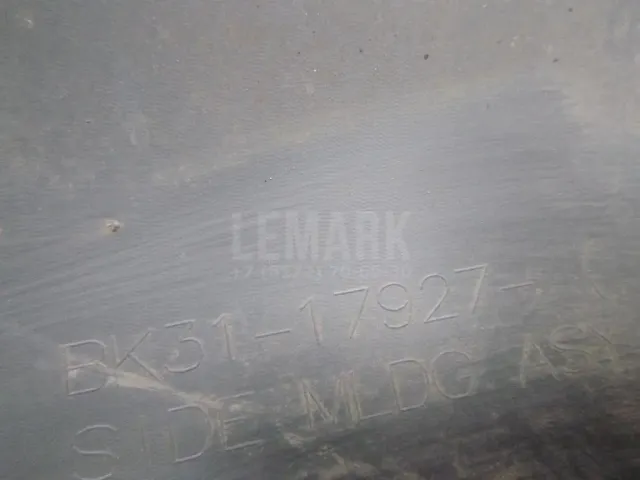 LEMARK
BK31-17927-
SIDE MLDG ASY